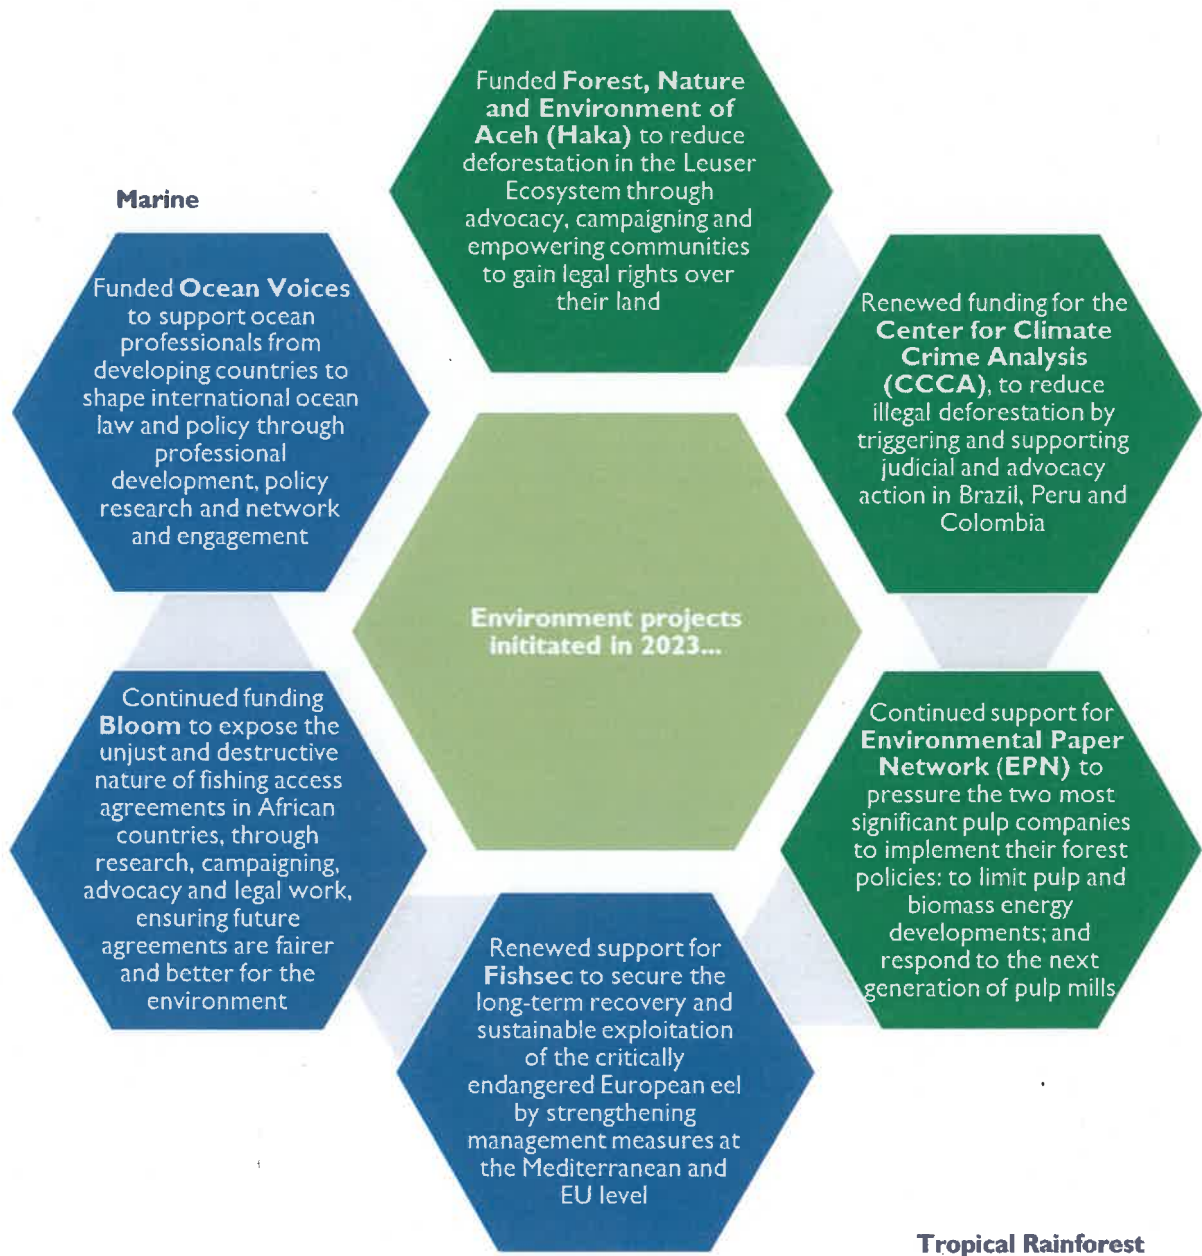 Funded Forest, Nature
and Environment of
Aceh (Haka) to reduce
deforestation in the Leuser
Ecosystem through
advocacy, campaigning and
empowering communities
to gain legal rights over
their land
Marine
Funded Ocean Voices
to support ocean
professionals from
developing countries to
shape international ocean
law and policy through
professional
development, policy
research and network
and engagement
Renewed funding for the
Center for Climate
Crime Analysis
(CCCA), to reduce
illegal deforestation by
triggering and supporting
judicial and advocacy
action in Brazil, Peru and
Colombia
Environment projects
inititated in 2023...
Continued funding
Bloom to expose the
unjust and destructive
nature of fishing access
agreements in African
countries, through
research, campaigning,
advocacy and legal work,
ensuring future
agreements are fairer
and better for the
environment
Continued support for
Environmental Paper
Network (EPN) to
pressure the two most
significant pulp companies
to implement their forest
policies: to limit pulp and
biomass energy
developments; and
respond to the next
generation of pulp mills
Renewed support for
Fishsec to secure the
long-term recovery and
sustainable exploitation
of the critically
endangered European eel
by strengthening
management measures at
the Mediterranean and
EU level
Tropical Rainforest